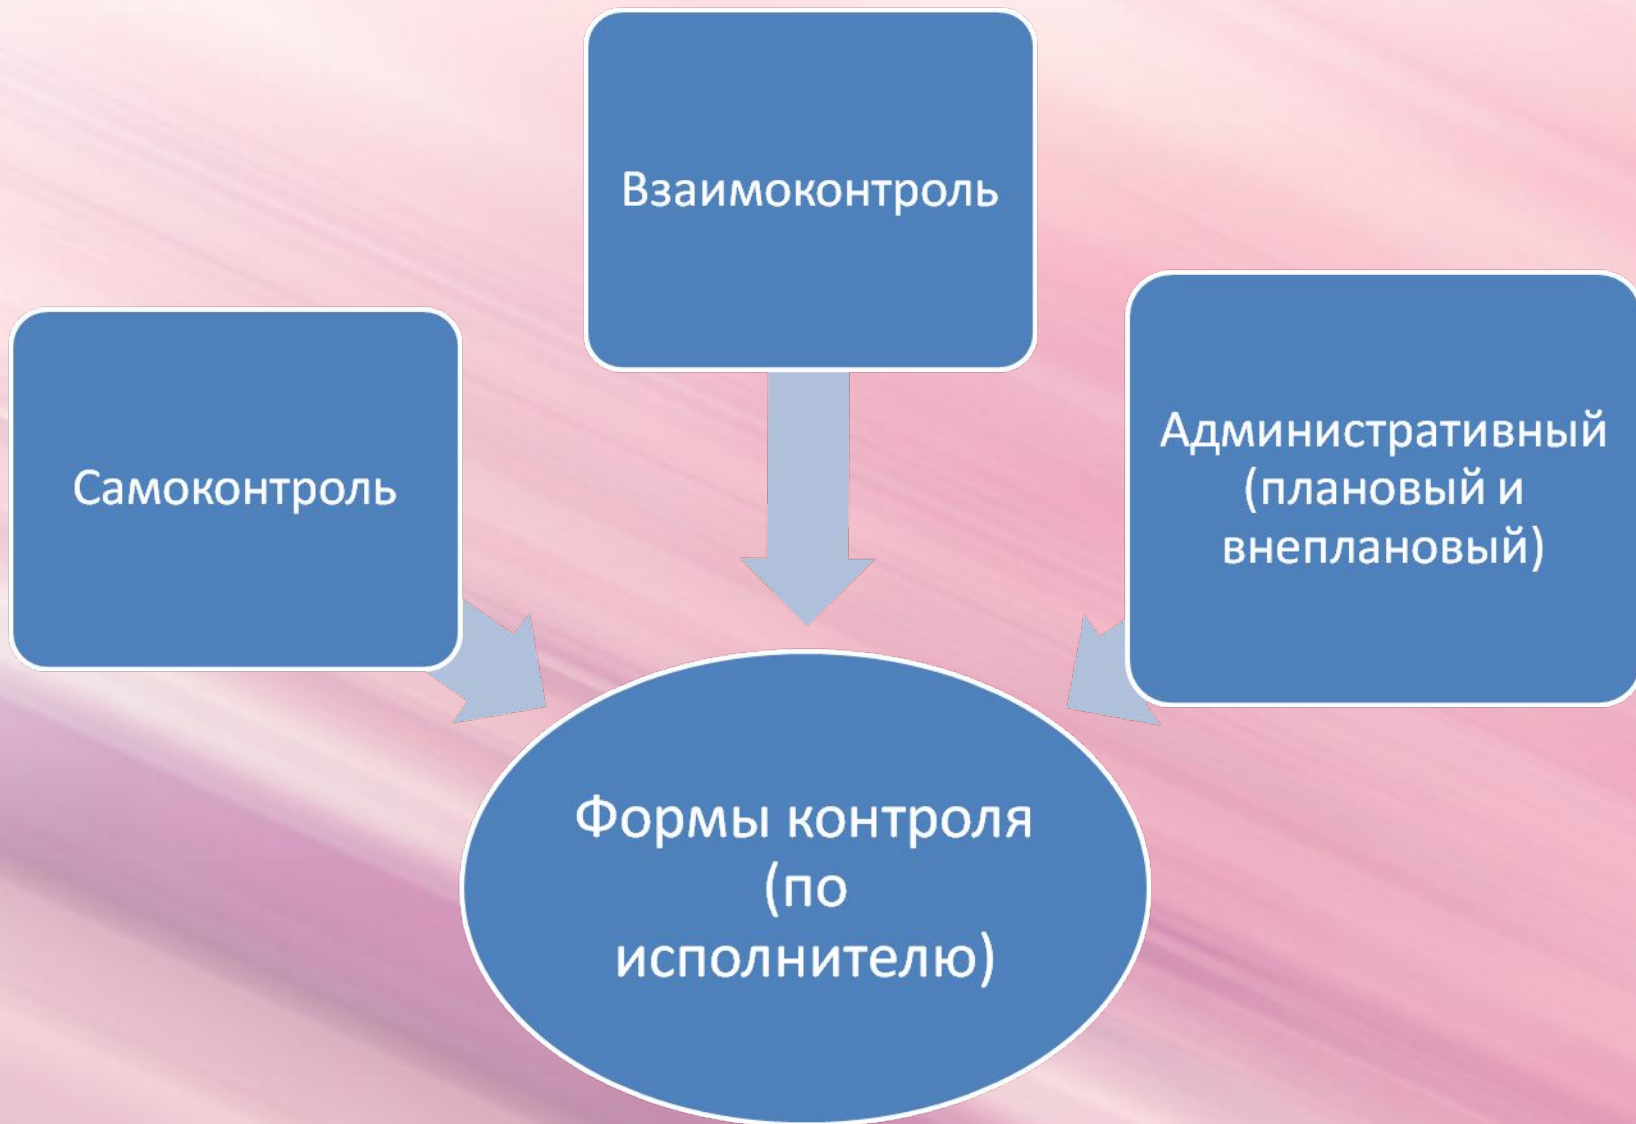 Взаимоконтроль
Самоконтроль
Административный
(плановый и
внеплановый)
Формы контроля
(по
исполнителю)